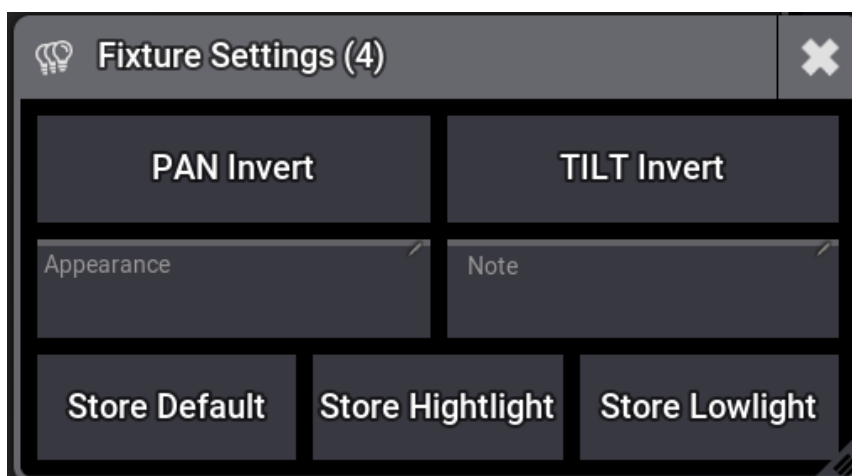 Fixture Settings (4)
PAN Invert
TILT Invert
Appearance
Note
Store Default
Store Hightlight
Store Lowlight